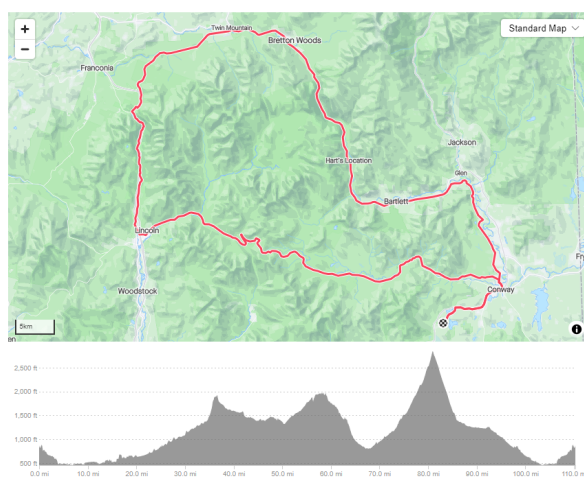 +
−
Standard Map
Twin Mountain
Bretton Woods
Franconia
Jackson
Hart's Location
Glen
Bartlett
Lincoln
Conway
Woodstock
Fry
5km
en
i
2,500 ft
2,000 ft
1,500 ft
1,000 ft
500 ft
0.0 mi 10.0 mi 20.0 mi 30.0 mi 40.0 mi 50.0 mi 60.0 mi 70.0 mi 80.0 mi 90.0 mi 100.0 mi 110.0 m